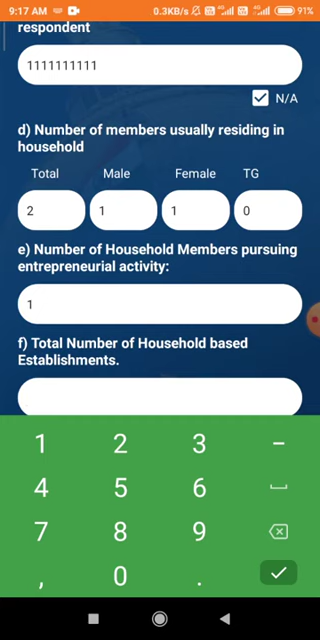 9:17 AM 0.3KB/s 91%
respondent
1111111111
N/A
d) Number of members usually residing in
household
Total Male Female TG
2 1 1 0
e) Number of Household Members pursuing
entrepreneurial activity:
1
f) Total Number of Household based
Establishments.
1 2 3 -
4 5 6
7 8 9
, 0 .